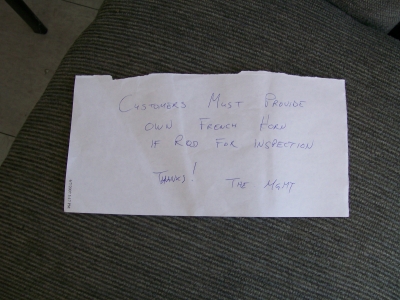 Customers Must Provide
own French Horn
if RQD for Inspection
Thanks!
The MGMT